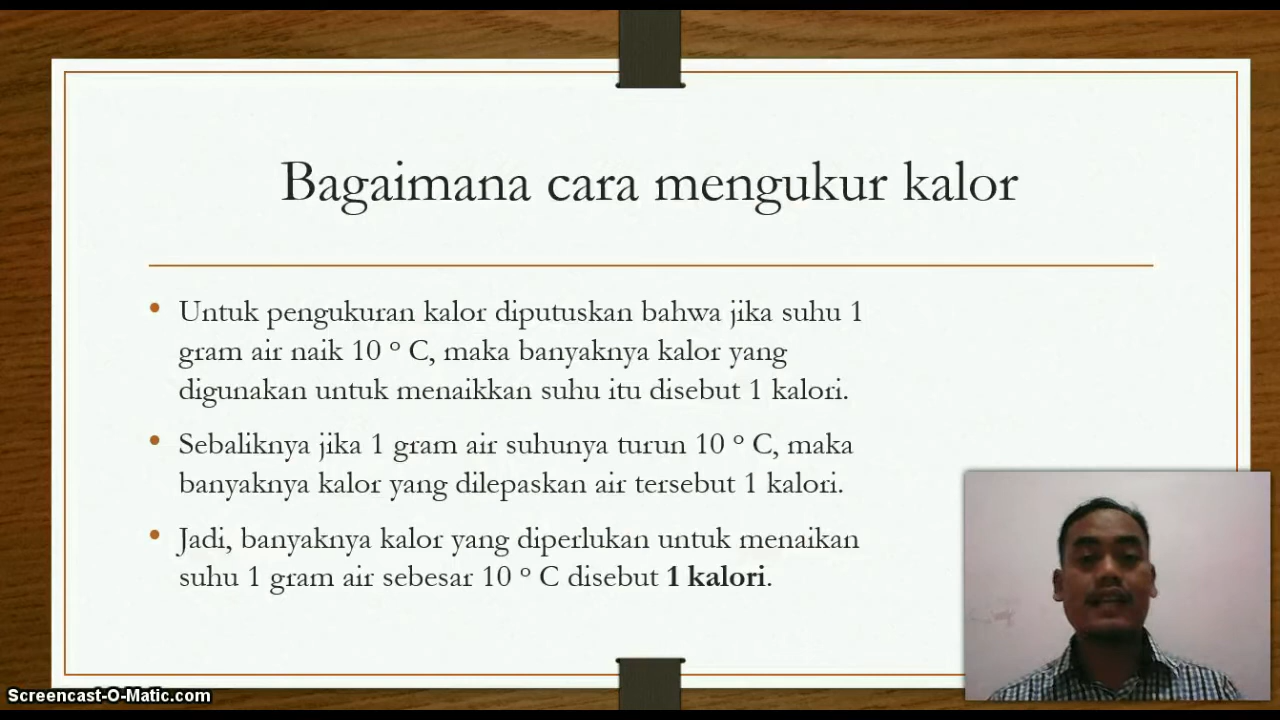 Bagaimana cara mengukur kalor
• Untuk pengukuran kalor diputuskan bahwa jika suhu 1
gram air naik 10 º C, maka banyaknya kalor yang
digunakan untuk menaikkan suhu itu disebut 1 kalori.
• Sebaliknya jika 1 gram air suhunya turun 10 º C, maka
banyaknya kalor yang dilepaskan air tersebut 1 kalori.
• Jadi, banyaknya kalor yang diperlukan untuk menaikan
suhu 1 gram air sebesar 10 º C disebut 1 kalori.
Screencast-O-Matic.com